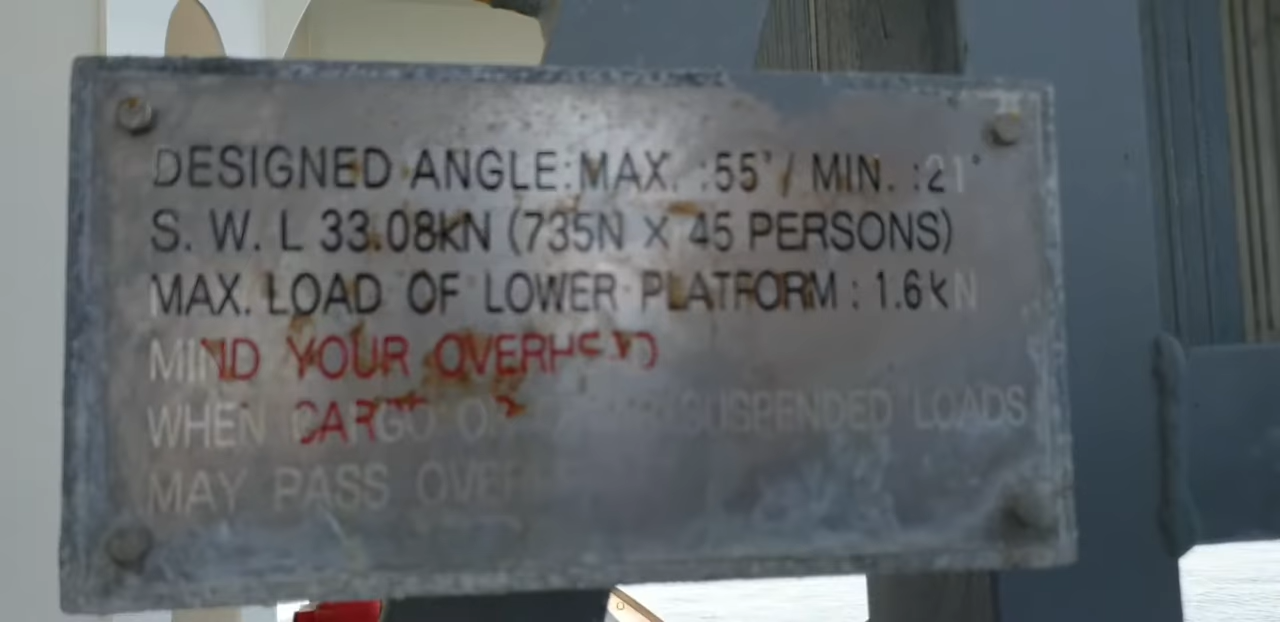 DESIGNED ANGLE:MAX. :55°/ MIN. :21°
S. W. L 33.08kN (735N X 45 PERSONS)
MAX. LOAD OF LOWER PLATFORM : 1.6kN
MIND YOUR OVERHEAD
WHEN CARGO OR SUSPENDED LOADS
MAY PASS